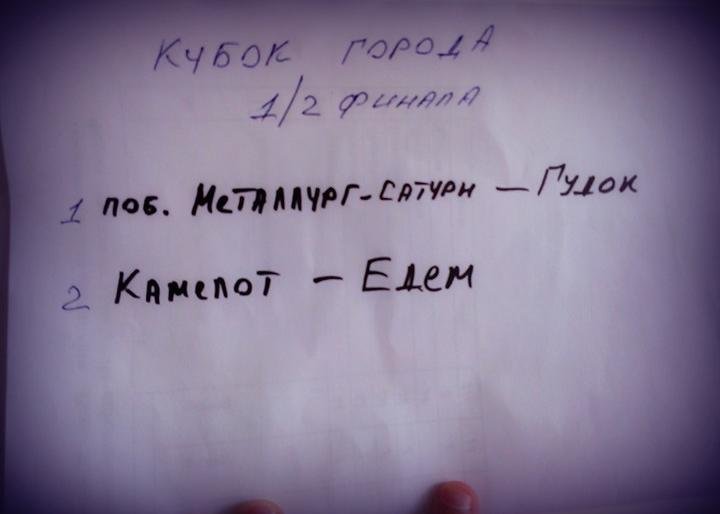 КУБОК ГОРОДА
1/2 ФИНАЛА
1 ПОБ. МЕТАЛЛУРГ-САТУРН — ГУДОК
2 КАМЕЛОТ — ЕДЕМ